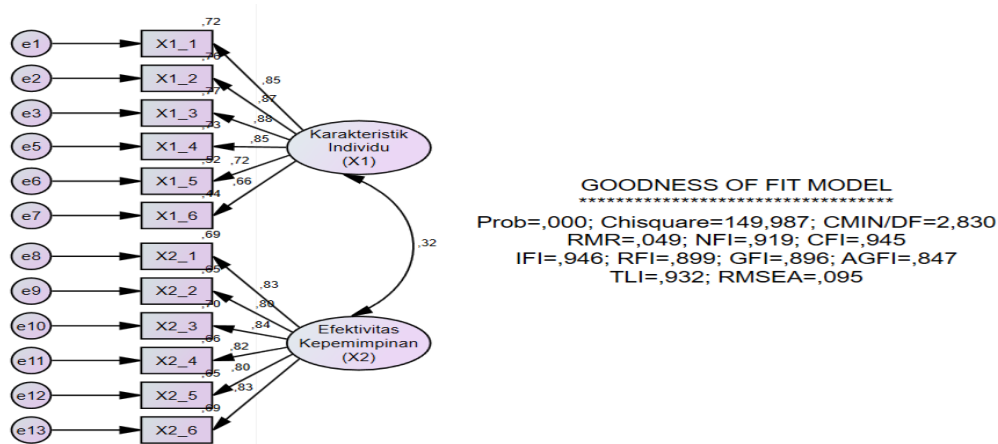 ,72
e1
X1_1
,85
,76
e2
X1_2
,87
,77
e3
X1_3
,88
,73
e5
X1_4
,85
,52
,72
e6
X1_5
,66
,44
e7
X1_6
Karakteristik
Individu
(X1)
,32
,69
e8
X2_1
,83
,65
e9
X2_2
,80
,70
e10
X2_3
,84
,66
e11
X2_4
,82
,65
,80
e12
X2_5
,83
,69
e13
X2_6
Efektivitas
Kepemimpinan
(X2)
GOODNESS OF FIT MODEL
**********************************
Prob=,000; Chisquare=149,987; CMIN/DF=2,830
RMR=,049; NFI=,919; CFI=,945
IFI=,946; RFI=,899; GFI=,896; AGFI=,847
TLI=,932; RMSEA=,095